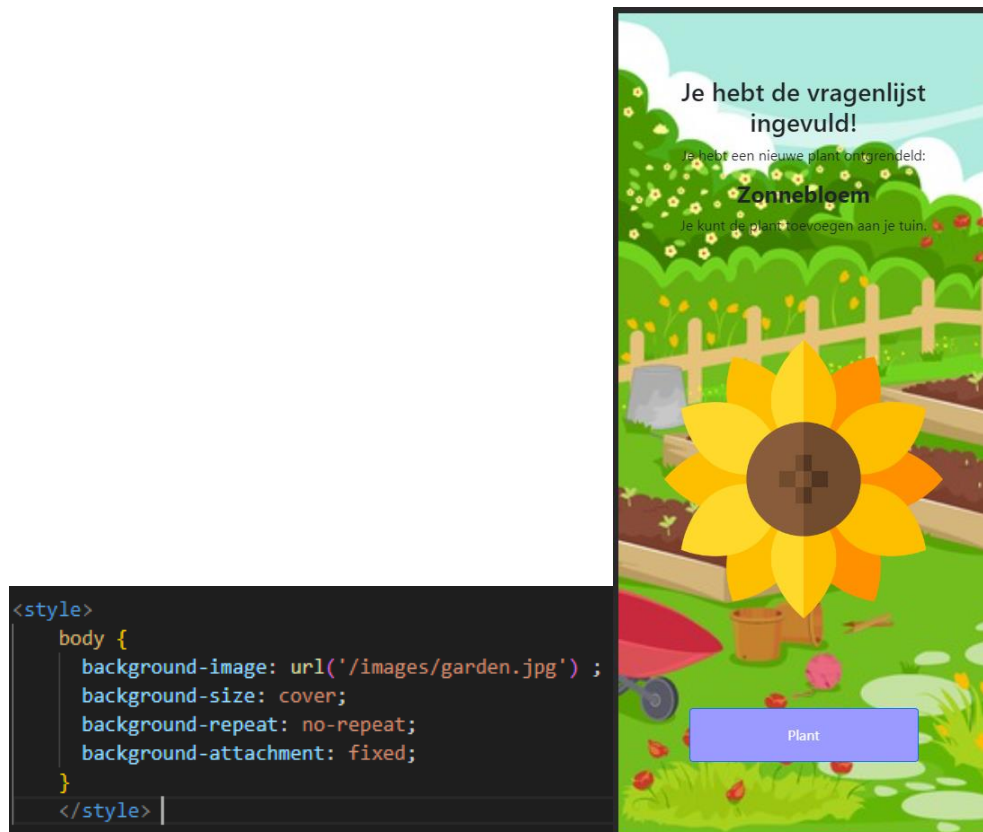 Je hebt de vragenlijst
ingevuld!
Je hebt een nieuwe plant ontgrendeld:
Zonnebloem
Je kunt de plant toevoegen aan je tuin.
Plant
<style>
body {
background-image: url('/images/garden.jpg') ;
background-size: cover;
background-repeat: no-repeat;
background-attachment: fixed;
}
</style>